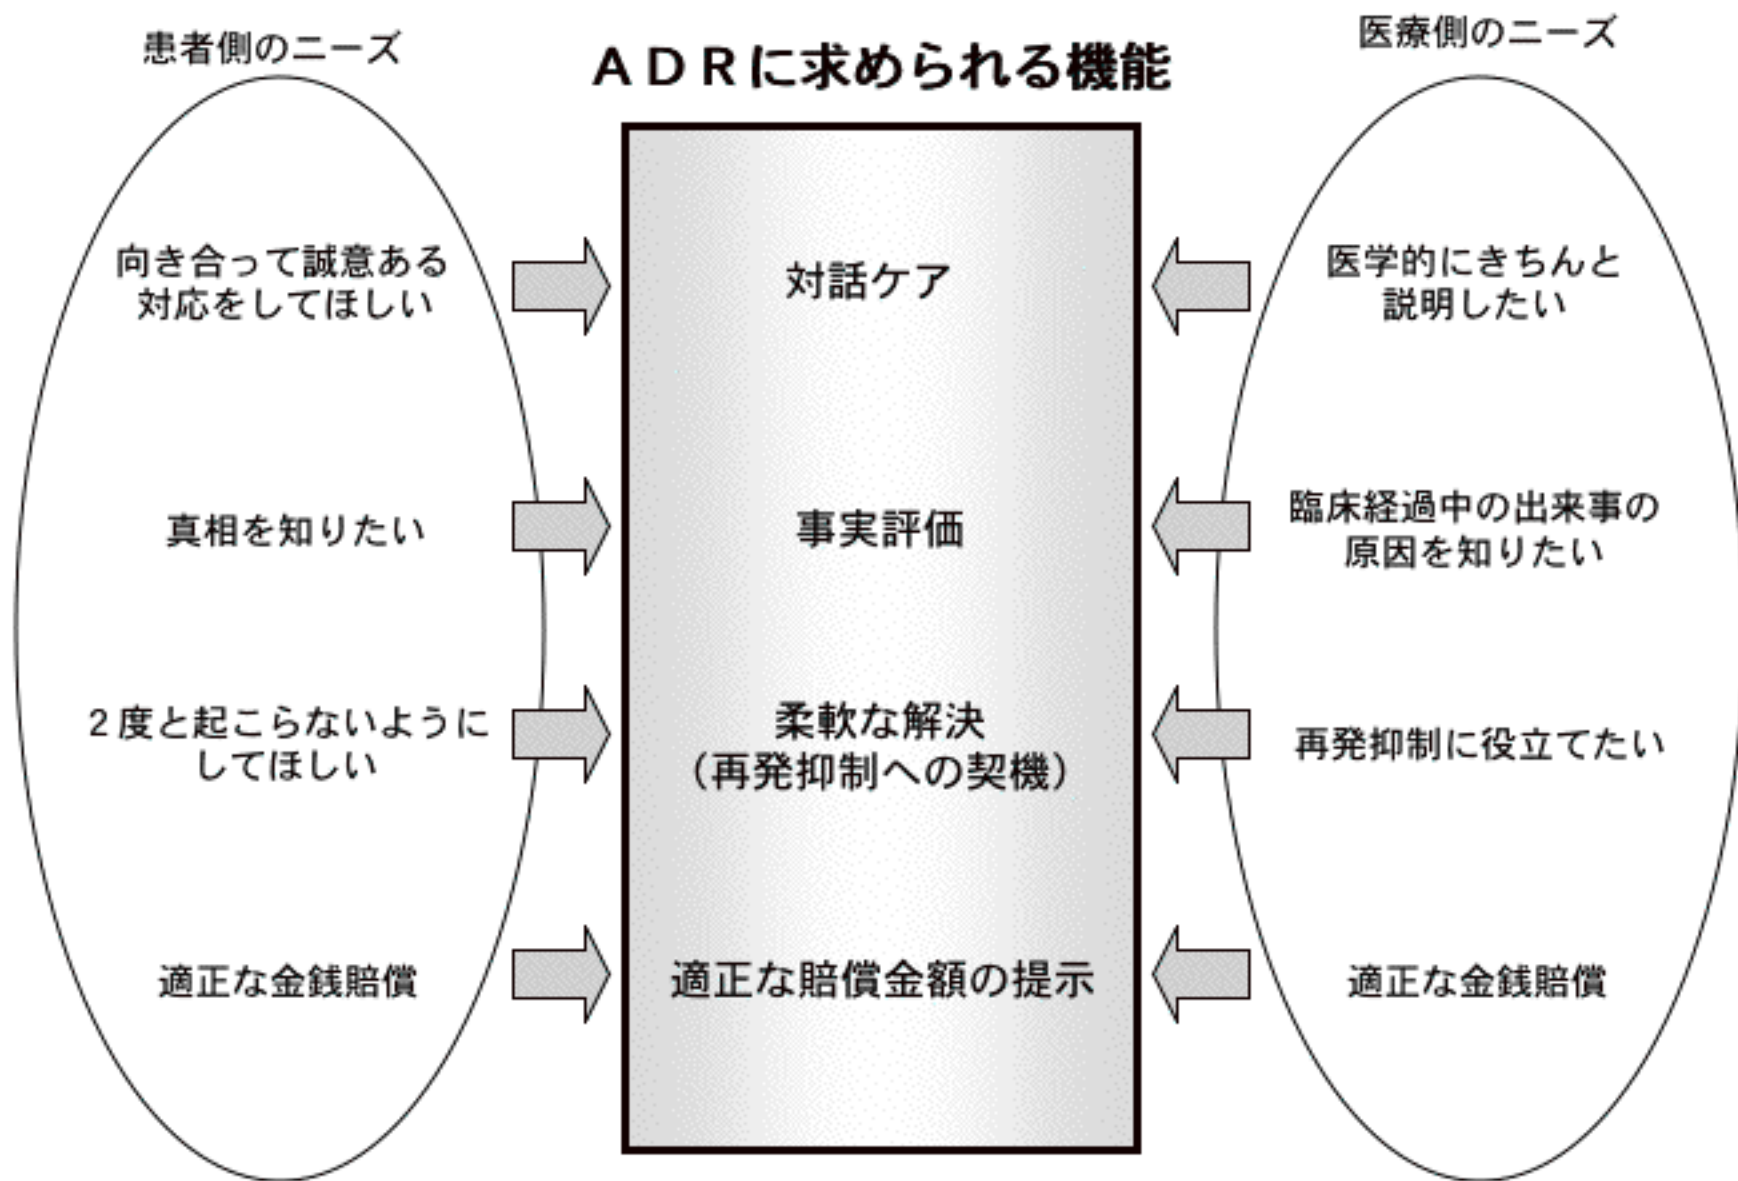 患者側のニーズ
ＡＤＲに求められる機能
医療側のニーズ
向き合って誠意ある
対応をしてほしい
対話ケア
医学的にきちんと
説明したい
真相を知りたい
事実評価
臨床経過中の出来事の
原因を知りたい
２度と起こらないように
してほしい
柔軟な解決
（再発抑制への契機）
再発抑制に役立てたい
適正な金銭賠償
適正な賠償金額の提示
適正な金銭賠償